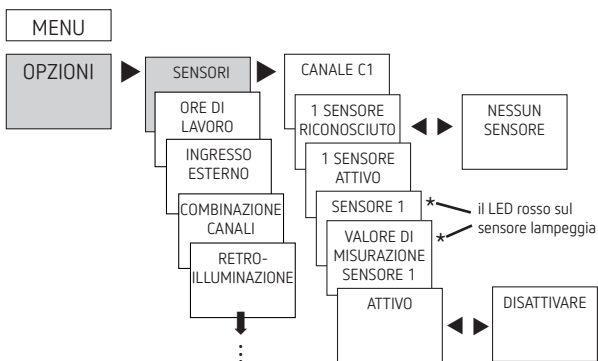 MENU
OPZIONI
SENSORI
ORE DI
LAVORO
INGRESSO
ESTERNO
COMBINAZIONE
CANALI
RETRO-
ILLUMINAZIONE
CANALE C1
1 SENSORE
RICONOSCIUTO
NESSUN
SENSORE
1 SENSORE
ATTIVO
SENSORE 1 *
VALORE DI *
MISURAZIONE
SENSORE 1
il LED rosso sul
sensore lampeggia
ATTIVO
DISATTIVARE